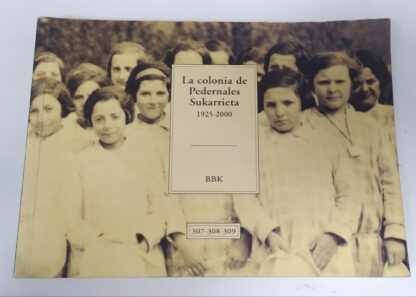 La colonia de
Pedernales
Sukarrieta
1925-2000
BBK
307-308-309